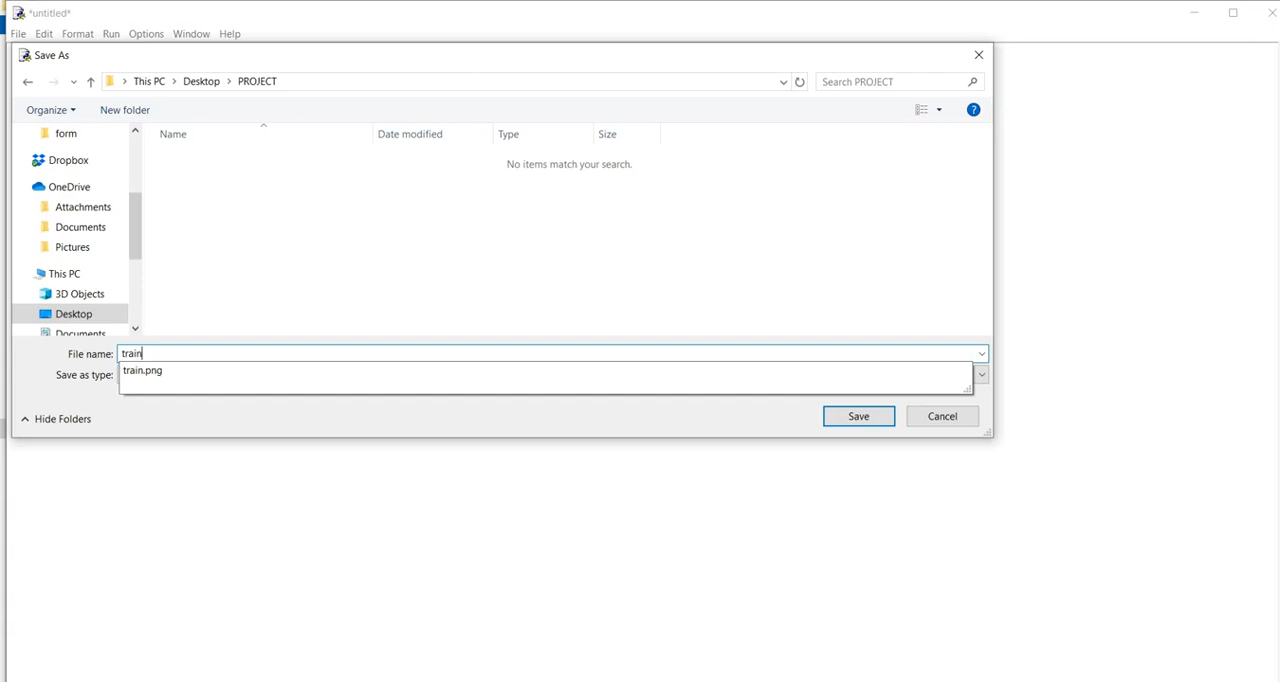 *untitled*
File Edit Format Run Options Window Help
Save As
This PC > Desktop > PROJECT
Search PROJECT
Organize New folder
?
Name Date modified Type Size
No items match your search.
form
Dropbox
OneDrive
Attachments
Documents
Pictures
This PC
3D Objects
Desktop
Documents
File name: train
train.png
Save as type:
Hide Folders
Save Cancel